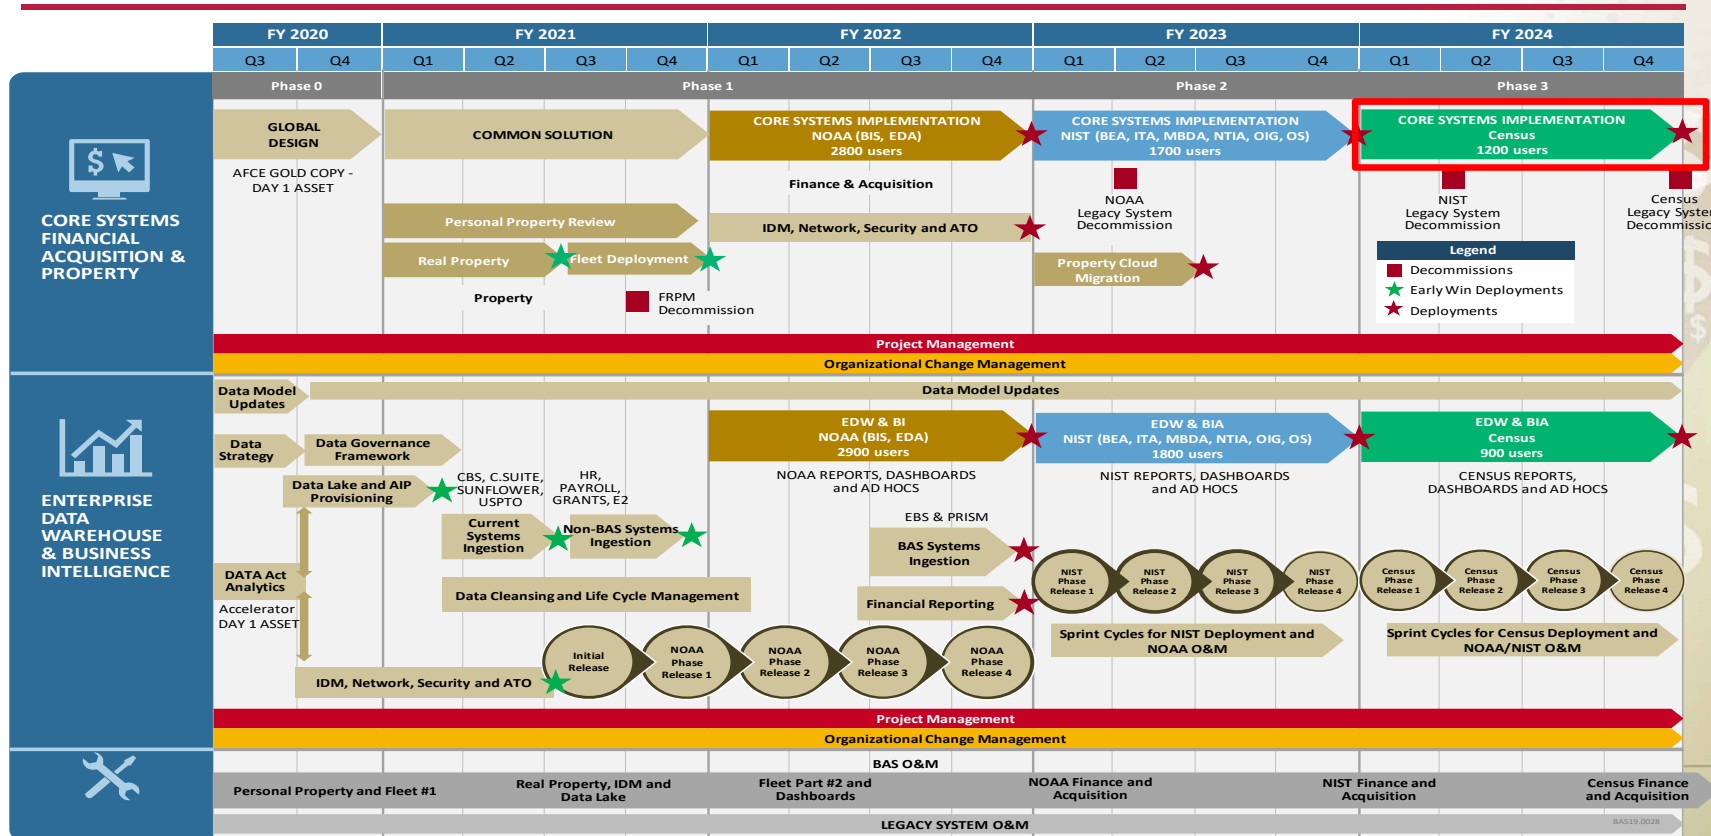 FY 2020 FY 2021 FY 2022 FY 2023 FY 2024
Q3 Q4 Q1 Q2 Q3 Q4 Q1 Q2 Q3 Q4 Q1 Q2 Q3 Q4 Q1 Q2 Q3 Q4
Phase 0 Phase 1 Phase 2 Phase 3
CORE SYSTEMS
FINANCIAL
ACQUISITION &
PROPERTY
GLOBAL
DESIGN
AFCE GOLD COPY -
DAY 1 ASSET
COMMON SOLUTION
CORE SYSTEMS IMPLEMENTATION
NOAA (BIS, EDA)
2800 users
CORE SYSTEMS IMPLEMENTATION
NIST (BEA, ITA, MBDA, NTIA, OIG, OS)
1700 users
CORE SYSTEMS IMPLEMENTATION
Census
1200 users
Finance & Acquisition
NOAA
Legacy System
Decommission
NIST
Legacy System
Decommission
Census
Legacy System
Decommissio
Personal Property Review
IDM, Network, Security and ATO
Real Property
Fleet Deployment
Property Cloud
Migration
Property
FRPM
Decommission
Legend
Decommissions
Early Win Deployments
Deployments
Project Management
Organizational Change Management
ENTERPRISE
DATA
WAREHOUSE
& BUSINESS
INTELLIGENCE
Data Model
Updates
Data Model Updates
Data
Strategy
Data Governance
Framework
EDW & BI
NOAA (BIS, EDA)
2900 users
EDW & BIA
NIST (BEA, ITA, MBDA, NTIA, OIG, OS)
1800 users
EDW & BIA
Census
900 users
Data Lake and AIP
Provisioning
CBS, C.SUITE,
SUNFLOWER,
USPTO
HR,
PAYROLL,
GRANTS, E2
NOAA REPORTS, DASHBOARDS
and AD HOCS
NIST REPORTS, DASHBOARDS
and AD HOCS
CENSUS REPORTS,
DASHBOARDS and AD HOCS
Current
Systems
Ingestion
Non-BAS Systems
Ingestion
EBS & PRISM
BAS Systems
Ingestion
DATA Act
Analytics
Accelerator
DAY 1 ASSET
Data Cleansing and Life Cycle Management
Financial Reporting
NIST
Phase
Release 1
NIST
Phase
Release 2
NIST
Phase
Release 3
NIST
Phase
Release 4
Census
Phase
Release 1
Census
Phase
Release 2
Census
Phase
Release 3
Census
Phase
Release 4
Initial
Release
NOAA
Phase
Release 1
NOAA
Phase
Release 2
NOAA
Phase
Release 3
NOAA
Phase
Release 4
Sprint Cycles for NIST Deployment and
NOAA O&M
Sprint Cycles for Census Deployment and
NOAA/NIST O&M
IDM, Network, Security and ATO
Project Management
Organizational Change Management
BAS O&M
Personal Property and Fleet #1
Real Property, IDM and
Data Lake
Fleet Part #2 and
Dashboards
NOAA Finance and
Acquisition
NIST Finance and
Acquisition
Census Finance
and Acquisition
LEGACY SYSTEM O&M
BAS19.0028